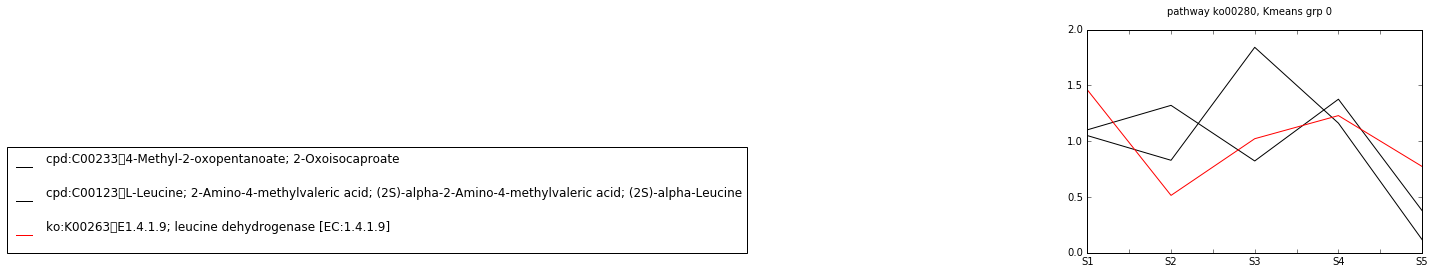 pathway ko00280, Kmeans grp 0
2.0
1.5
1.0
0.5
0.0
S1 S2 S3 S4 S5
cpd:C00233▯4-Methyl-2-oxopentanoate; 2-Oxoisocaproate
cpd:C00123▯L-Leucine; 2-Amino-4-methylvaleric acid; (2S)-alpha-2-Amino-4-methylvaleric acid; (2S)-alpha-Leucine
ko:K00263▯E1.4.1.9; leucine dehydrogenase [EC:1.4.1.9]